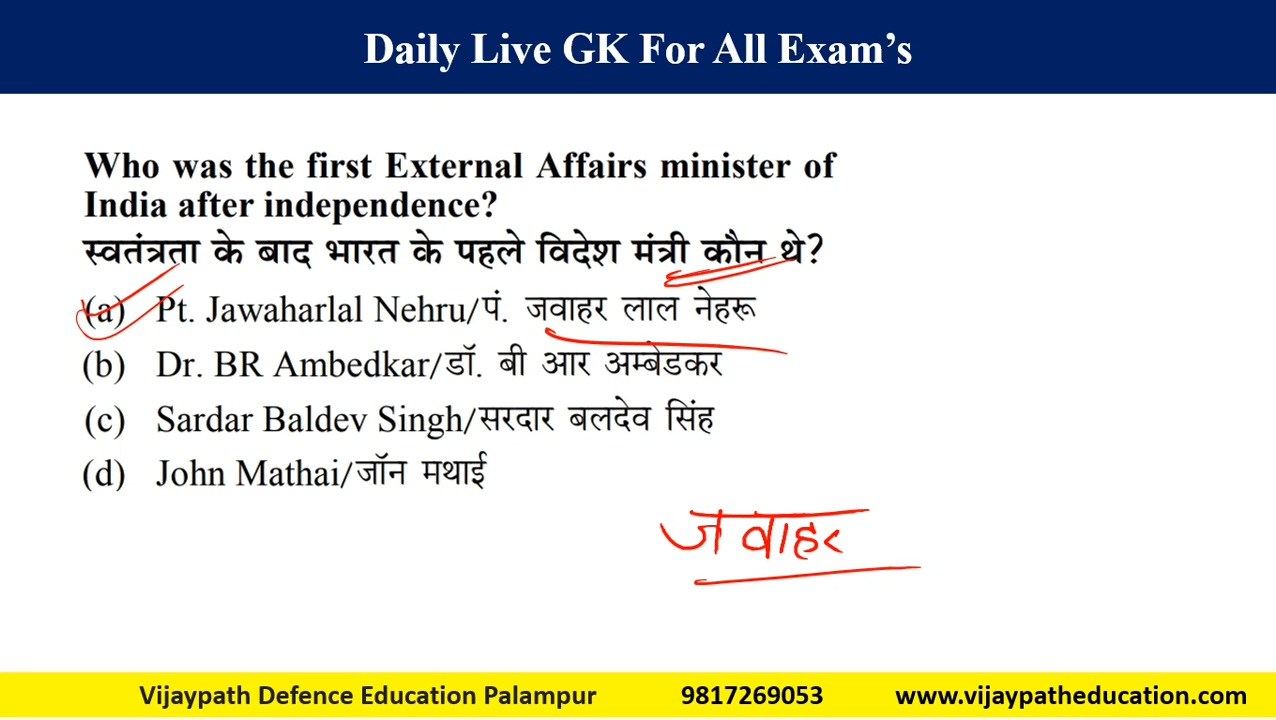 Daily Live GK For All Exam's
Who was the first External Affairs minister of
India after independence?
स्वतंत्रता के बाद भारत के पहले विदेश मंत्री कौन थे?
(a) Pt. Jawaharlal Nehru/पं. जवाहर लाल नेहरू
(b) Dr. BR Ambedkar/डॉ. बी आर अम्बेडकर
(c) Sardar Baldev Singh/सरदार बलदेव सिंह
(d) John Mathai/जॉन मथाई
जवाहर
Vijaypath Defence Education Palampur 9817269053 www.vijaypatheducation.com